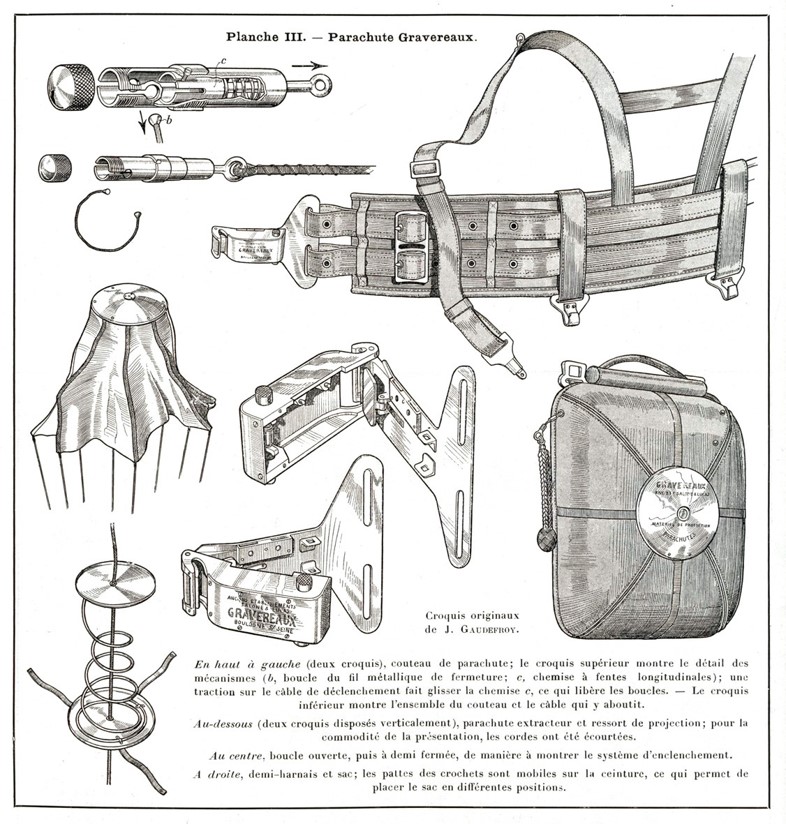 Planche III. — Parachute Gravereaux.
c
b
GRAVEREAUX
GRAVEREAUX
MATERIEL DE PROTECTION
PARACHUTES
ANCNS ETABLISSEMENTS
GRAVEREAUX
BOULOGNE S/ SEINE
Croquis originaux
de J. GAUDEFROY.
En haut à gauche (deux croquis), couteau de parachute; le croquis supérieur montre le détail des
mécanismes (b, boucle du fil métallique de fermeture; c, chemise à fentes longitudinales); une
traction sur le câble de déclenchement fait glisser la chemise c, ce qui libère les boucles. — Le croquis
inférieur montre l'ensemble du couteau et le câble qui y aboutit.
Au-dessous (deux croquis disposés verticalement), parachute extracteur et ressort de projection; pour la
commodité de la présentation, les cordes ont été écourtées.
Au centre, boucle ouverte, puis à demi fermée, de manière à montrer le système d'enclenchement.
A droite, demi-harnais et sac; les pattes des crochets sont mobiles sur la ceinture, ce qui permet de
placer le sac en différentes positions.